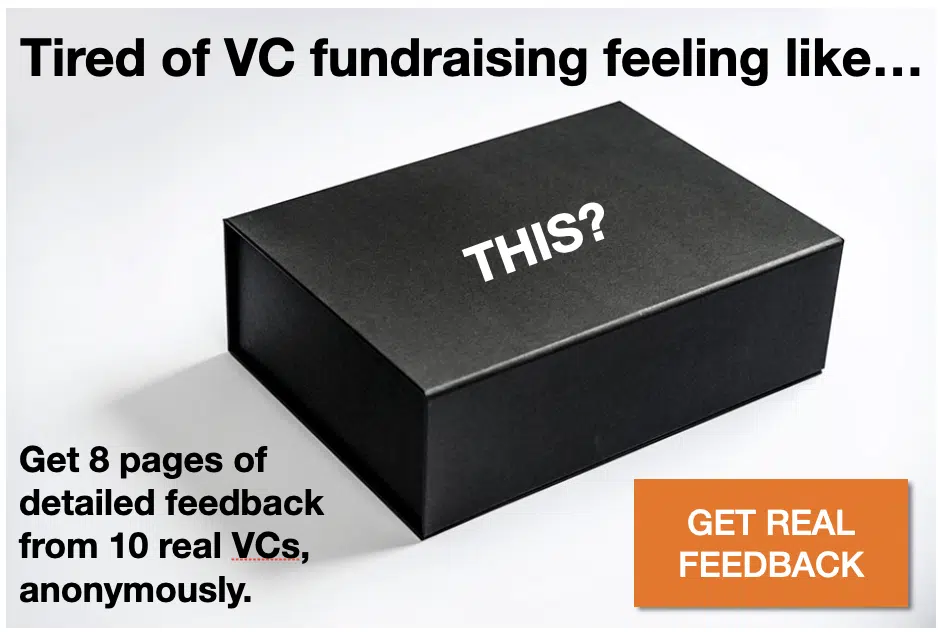 Tired of VC fundraising feeling like...
THIS?
Get 8 pages of
detailed feedback
from 10 real VCs,
anonymously.
GET REAL
FEEDBACK